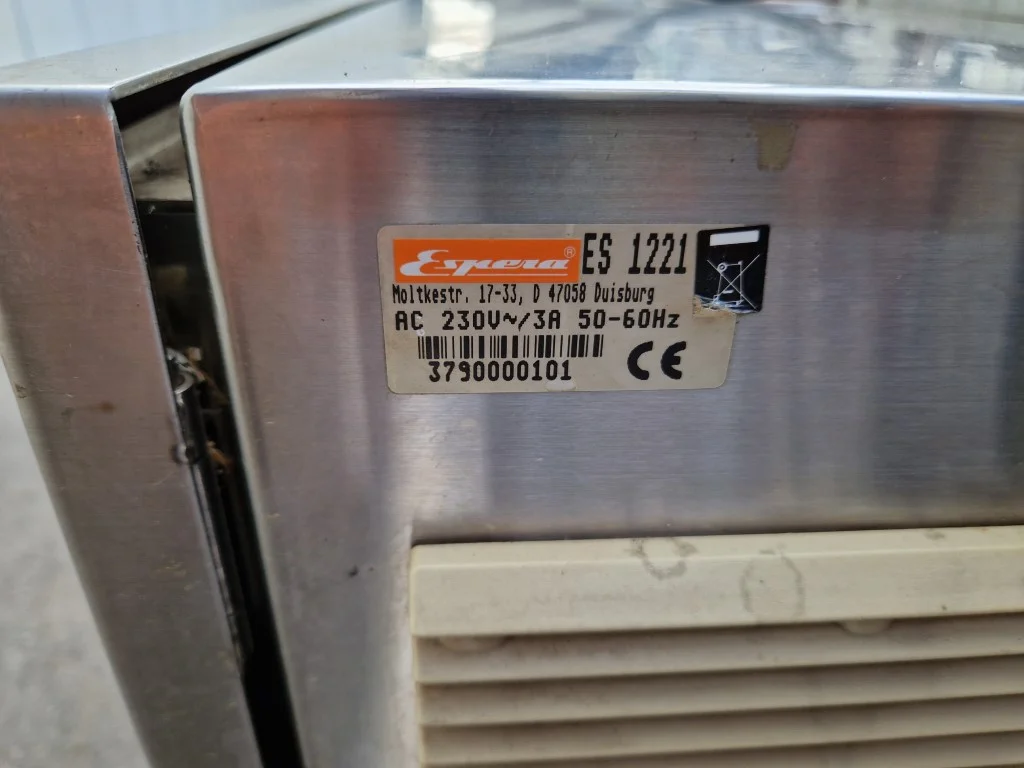 Espera® ES 1221
Moltkestr. 17-33, D 47058 Duisburg
AC 230V~/3A 50-60Hz
3790000101 CE